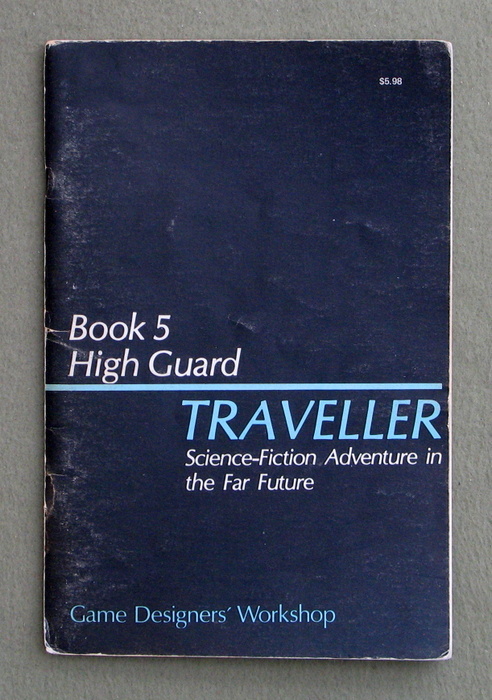 $5.98
Book 5
High Guard
TRAVELLER
Science-Fiction Adventure in
the Far Future
Game Designers' Workshop